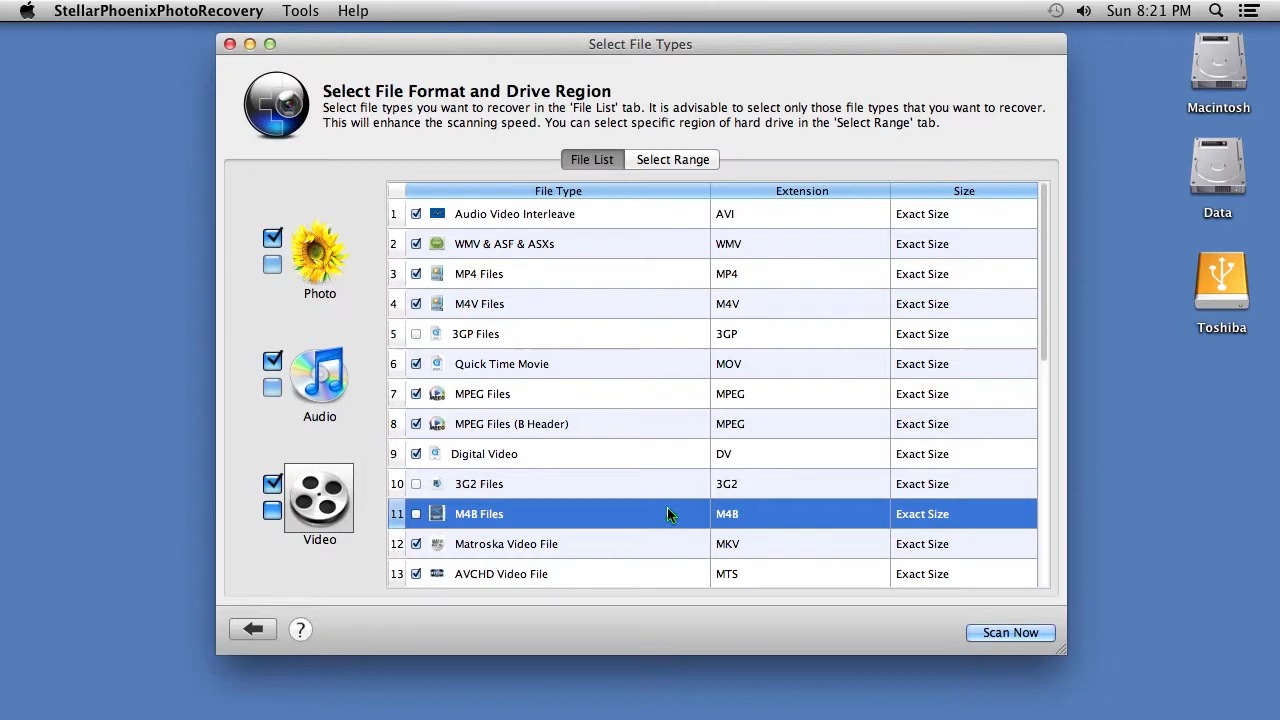 StellarPhoenixPhotoRecovery Tools Help Sun 8:21 PM
Select File Types
Select File Format and Drive Region
Select file types you want to recover in the 'File List' tab. It is advisable to select only those file types that you want to recover.
This will enhance the scanning speed. You can select specific region of hard drive in the 'Select Range' tab.
File List Select Range
File Type Extension Size
1 Audio Video Interleave AVI Exact Size
2 WMV & ASF & ASXs WMV Exact Size
3 MP4 Files MP4 Exact Size
4 M4V Files M4V Exact Size
5 3GP Files 3GP Exact Size
6 Quick Time Movie MOV Exact Size
7 MPEG Files MPEG Exact Size
8 MPEG Files (B Header) MPEG Exact Size
9 Digital Video DV Exact Size
10 3G2 Files 3G2 Exact Size
11 M4B Files M4B Exact Size
12 Matroska Video File MKV Exact Size
13 AVCHD Video File MTS Exact Size
Photo
Audio
Video
?
Scan Now
Macintosh
Data
Toshiba